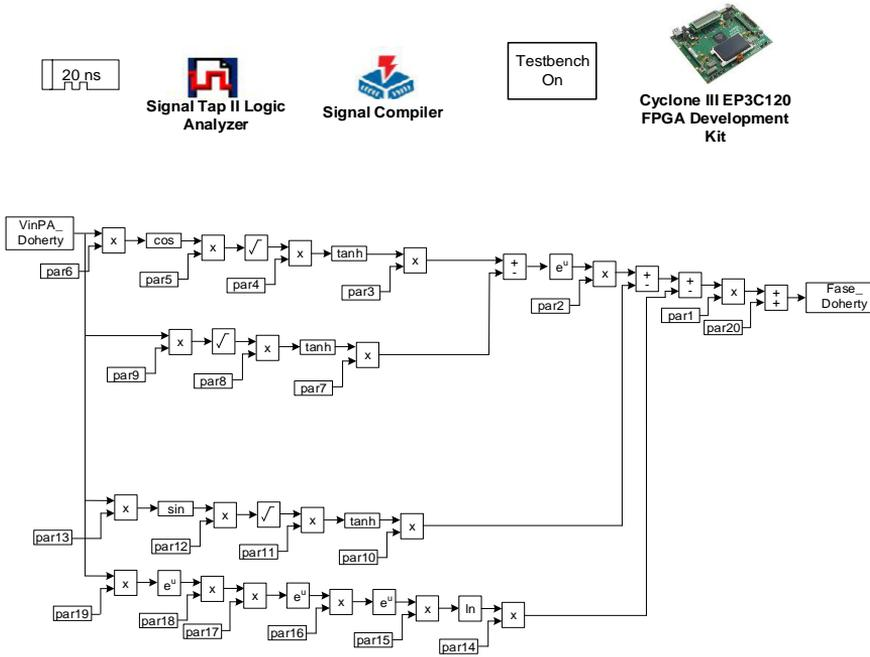 20 ns
Signal Tap II Logic
Analyzer
Signal Compiler
Testbench
On
Cyclone III EP3C120
FPGA Development
Kit
VinPA_
Doherty
x
cos
x
√
x
tanh
x
+
-
e^u
x
+
-
+
-
x
+
+
Fase_
Doherty
par6
par5
par4
par3
par2
par1
par20
x
√
x
tanh
x
par9
par8
par7
x
sin
x
√
x
tanh
x
par13
par12
par11
par10
x
e^u
x
x
e^u
x
e^u
x
ln
x
par19
par18
par17
par16
par15
par14